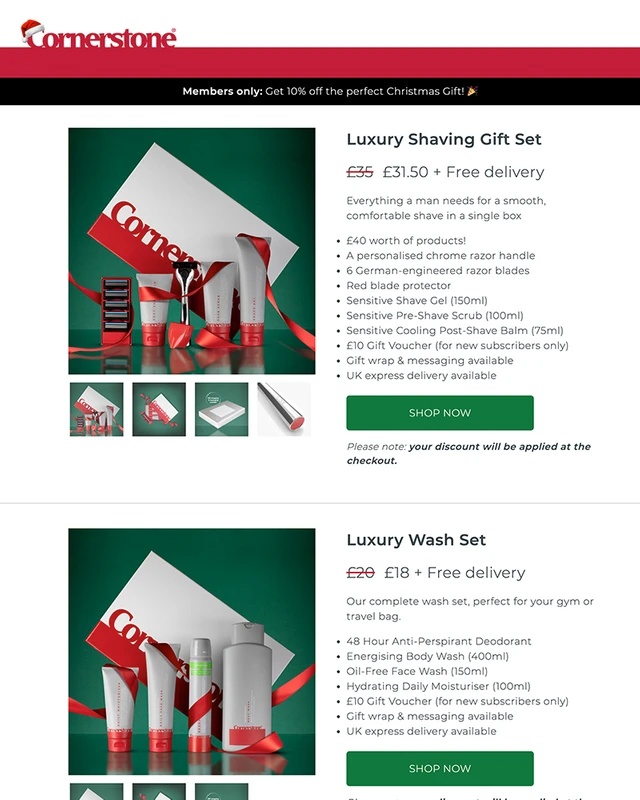 Cornerstone®
Members only: Get 10% off the perfect Christmas Gift! 🎉
Luxury Shaving Gift Set
£35 £31.50 + Free delivery
Everything a man needs for a smooth,
comfortable shave in a single box
£40 worth of products!
A personalised chrome razor handle
6 German-engineered razor blades
Red blade protector
Sensitive Shave Gel (150ml)
Sensitive Pre-Shave Scrub (100ml)
Sensitive Cooling Post-Shave Balm (75ml)
£10 Gift Voucher (for new subscribers only)
Gift wrap & messaging available
UK express delivery available
SHOP NOW
Please note: your discount will be applied at the
checkout.
Luxury Wash Set
£20 £18 + Free delivery
Our complete wash set, perfect for your gym or
travel bag.
48 Hour Anti-Perspirant Deodorant
Energising Body Wash (400ml)
Oil-Free Face Wash (150ml)
Hydrating Daily Moisturiser (100ml)
£10 Gift Voucher (for new subscribers only)
Gift wrap & messaging available
UK express delivery available
SHOP NOW